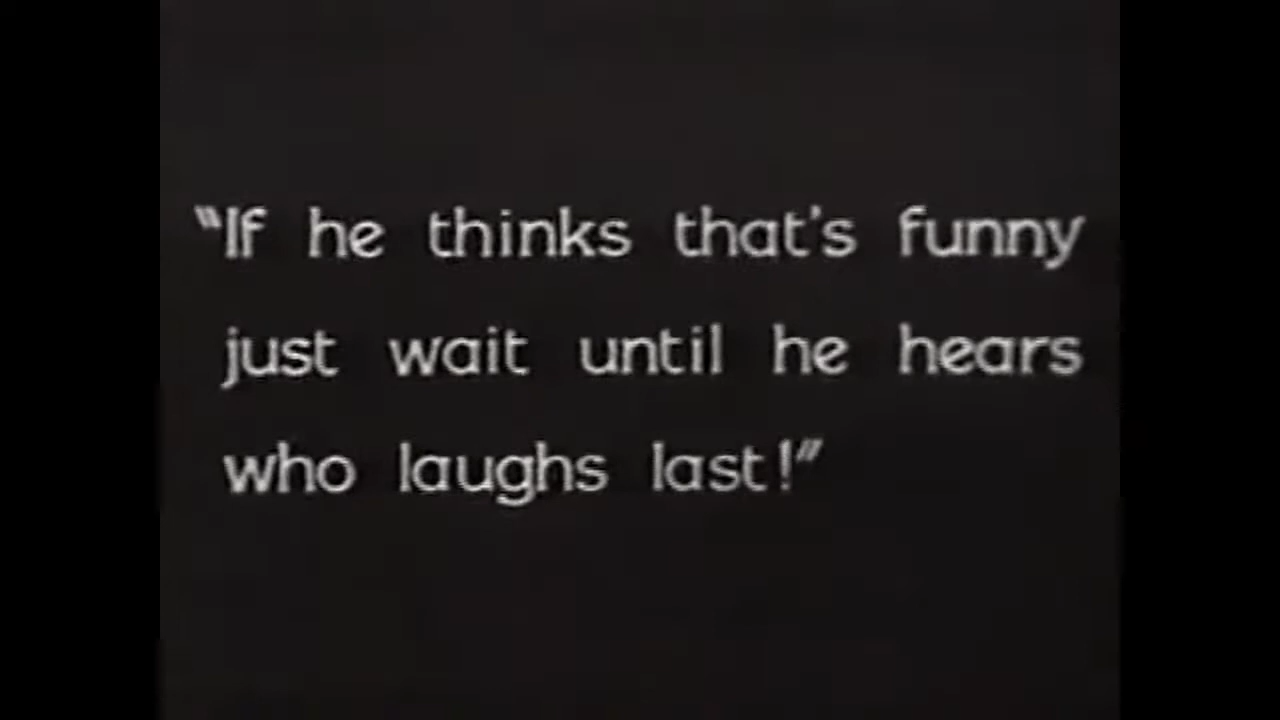 “If he thinks that's funny
just wait until he hears
who laughs last!”